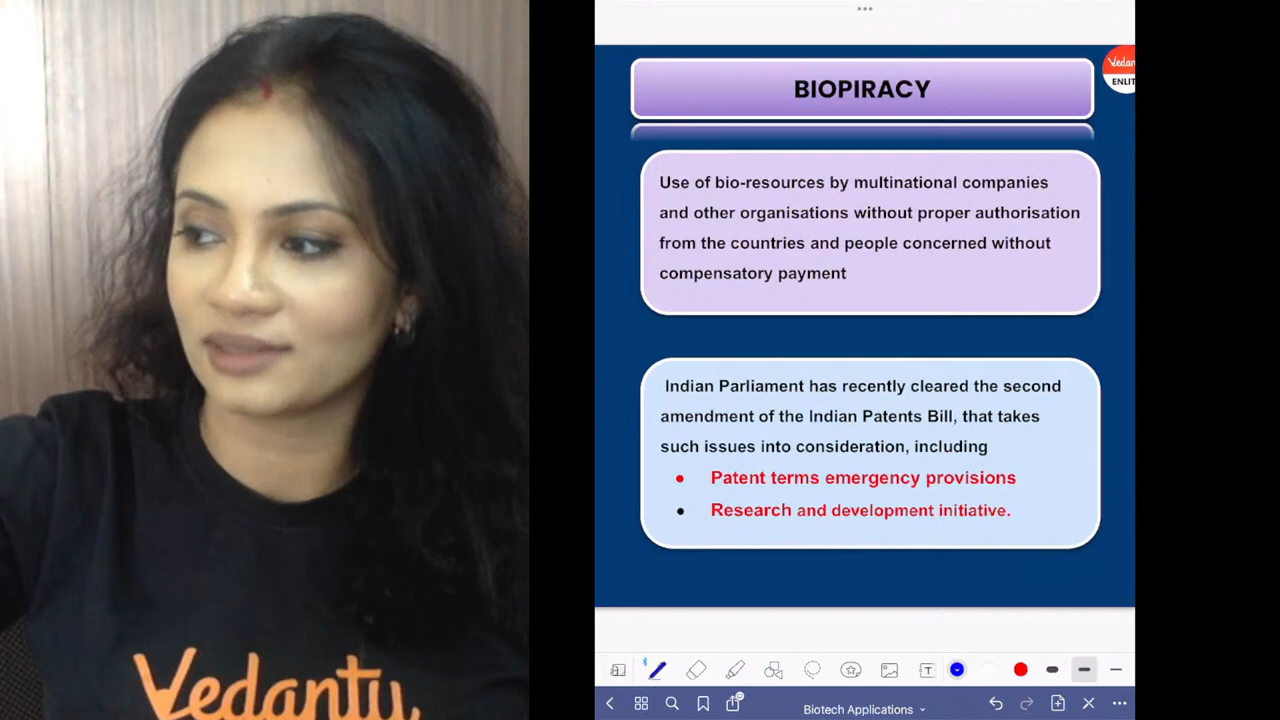 BIOPIRACY
Vedantu
ENLIT
Use of bio-resources by multinational companies
and other organisations without proper authorisation
from the countries and people concerned without
compensatory payment
Indian Parliament has recently cleared the second
amendment of the Indian Patents Bill, that takes
such issues into consideration, including
• Patent terms emergency provisions
• Research and development initiative.
Vedantu
Biotech Applications